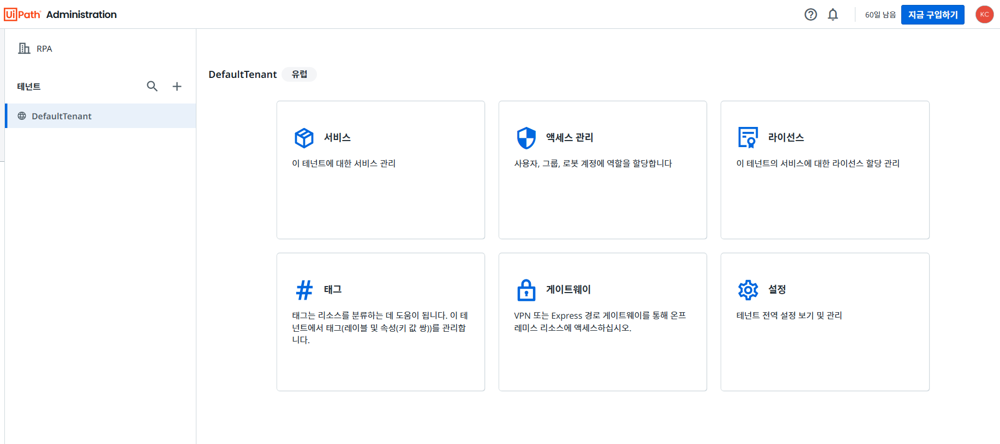 UiPath Administration
60일 남음
지금 구입하기
KC
RPA
테넌트
DefaultTenant
DefaultTenant 유럽
서비스
이 테넌트에 대한 서비스 관리
액세스 관리
사용자, 그룹, 로봇 계정에 역할을 할당합니다
라이선스
이 테넌트의 서비스에 대한 라이선스 할당 관리
태그
태그는 리소스를 분류하는 데 도움이 됩니다. 이 테
넌트에서 태그(레이블 및 속성(키 값 쌍))를 관리합
니다.
게이트웨이
VPN 또는 Express 경로 게이트웨이를 통해 온프
레미스 리소스에 액세스하십시오.
설정
테넌트 전역 설정 보기 및 관리